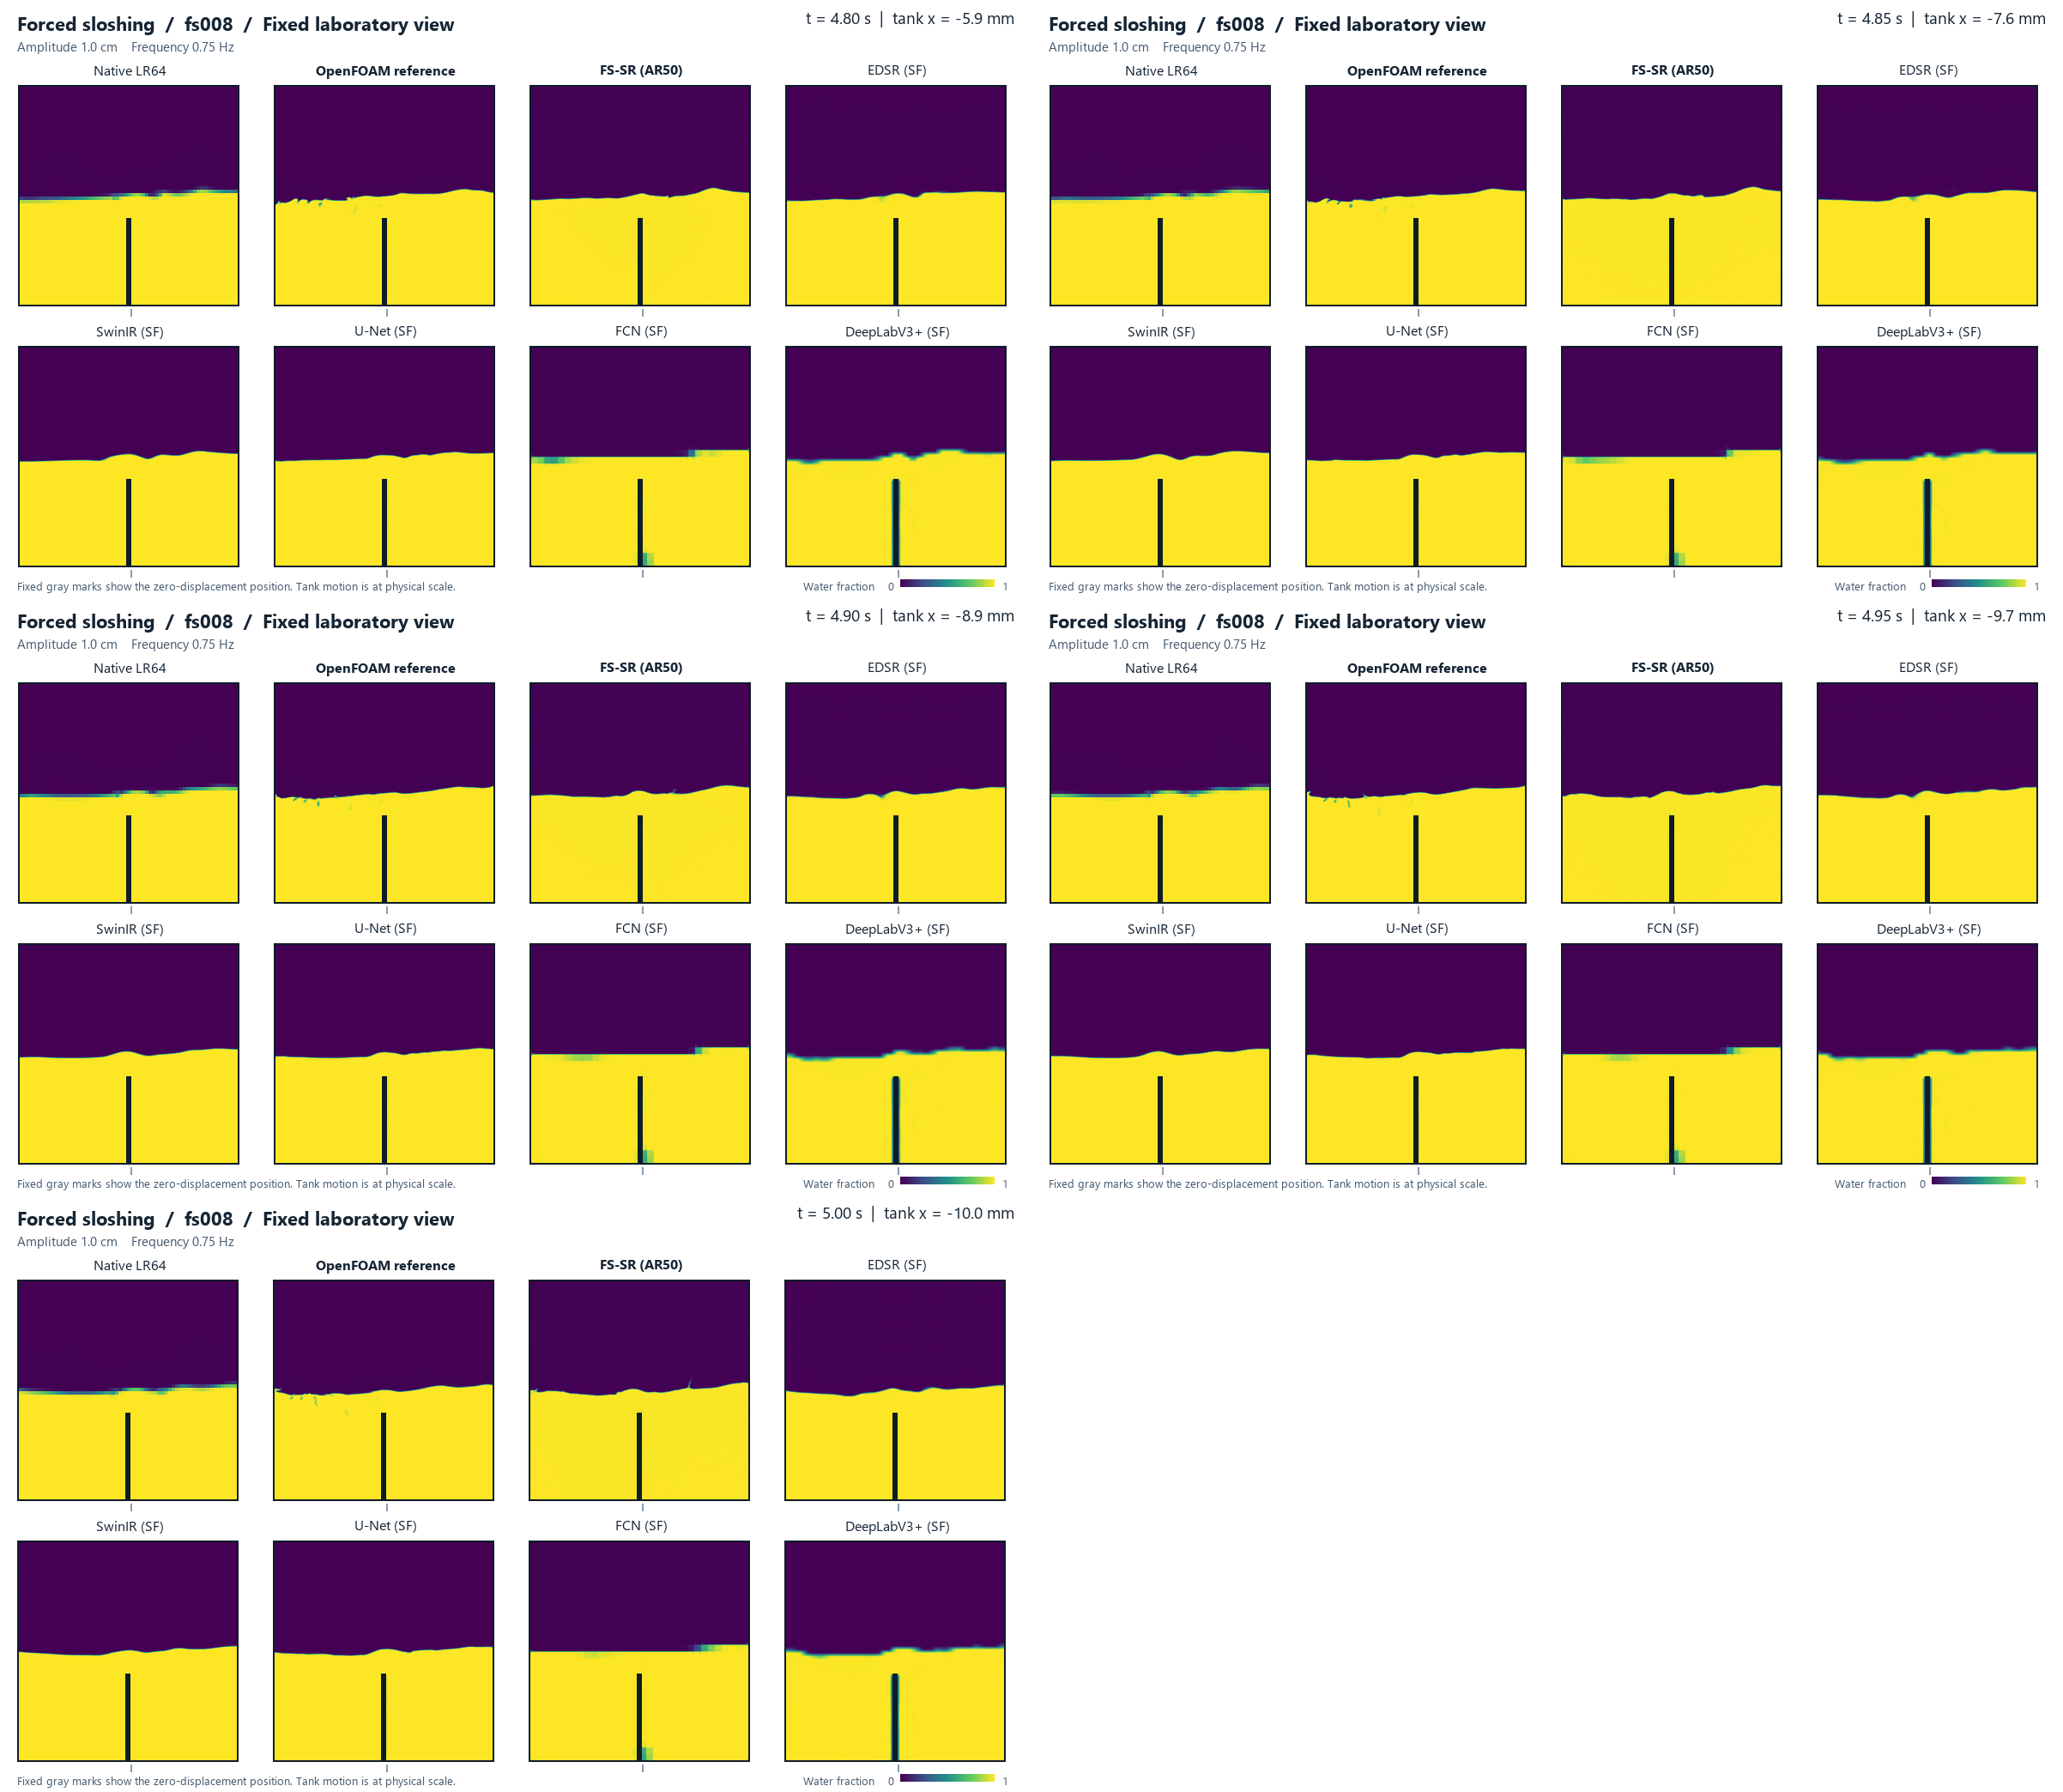 Forced sloshing / fs008 / Fixed laboratory view
t = 4.80 s | tank x = -5.9 mm
Amplitude 1.0 cm Frequency 0.75 Hz
Native LR64
OpenFOAM reference
FS-SR (AR50)
EDSR (SF)
SwinIR (SF)
U-Net (SF)
FCN (SF)
DeepLabV3+ (SF)
Fixed gray marks show the zero-displacement position. Tank motion is at physical scale.
Water fraction 0 1
Forced sloshing / fs008 / Fixed laboratory view
t = 4.85 s | tank x = -7.6 mm
Amplitude 1.0 cm Frequency 0.75 Hz
Native LR64
OpenFOAM reference
FS-SR (AR50)
EDSR (SF)
SwinIR (SF)
U-Net (SF)
FCN (SF)
DeepLabV3+ (SF)
Fixed gray marks show the zero-displacement position. Tank motion is at physical scale.
Water fraction 0 1
Forced sloshing / fs008 / Fixed laboratory view
t = 4.90 s | tank x = -8.9 mm
Amplitude 1.0 cm Frequency 0.75 Hz
Native LR64
OpenFOAM reference
FS-SR (AR50)
EDSR (SF)
SwinIR (SF)
U-Net (SF)
FCN (SF)
DeepLabV3+ (SF)
Fixed gray marks show the zero-displacement position. Tank motion is at physical scale.
Water fraction 0 1
Forced sloshing / fs008 / Fixed laboratory view
t = 4.95 s | tank x = -9.7 mm
Amplitude 1.0 cm Frequency 0.75 Hz
Native LR64
OpenFOAM reference
FS-SR (AR50)
EDSR (SF)
SwinIR (SF)
U-Net (SF)
FCN (SF)
DeepLabV3+ (SF)
Fixed gray marks show the zero-displacement position. Tank motion is at physical scale.
Water fraction 0 1
Forced sloshing / fs008 / Fixed laboratory view
t = 5.00 s | tank x = -10.0 mm
Amplitude 1.0 cm Frequency 0.75 Hz
Native LR64
OpenFOAM reference
FS-SR (AR50)
EDSR (SF)
SwinIR (SF)
U-Net (SF)
FCN (SF)
DeepLabV3+ (SF)
Fixed gray marks show the zero-displacement position. Tank motion is at physical scale.
Water fraction 0 1